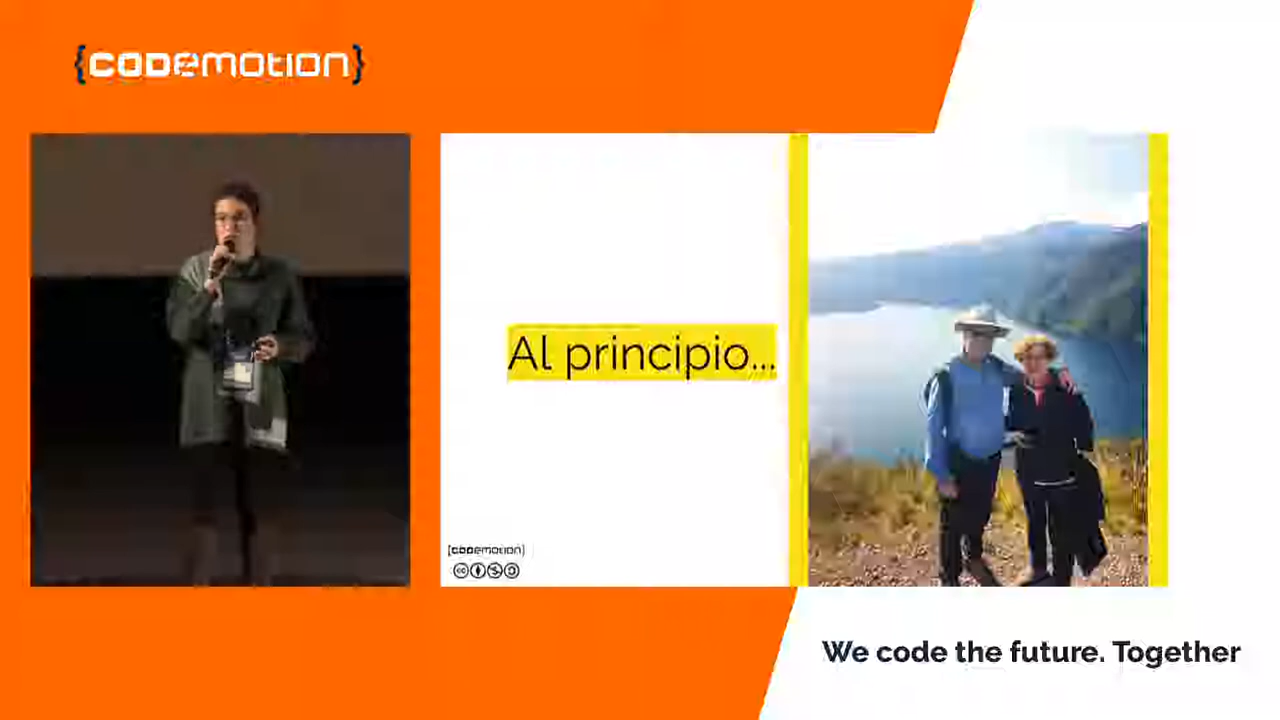 {codemotion}
Al principio...
{codemotion}
We code the future. Together